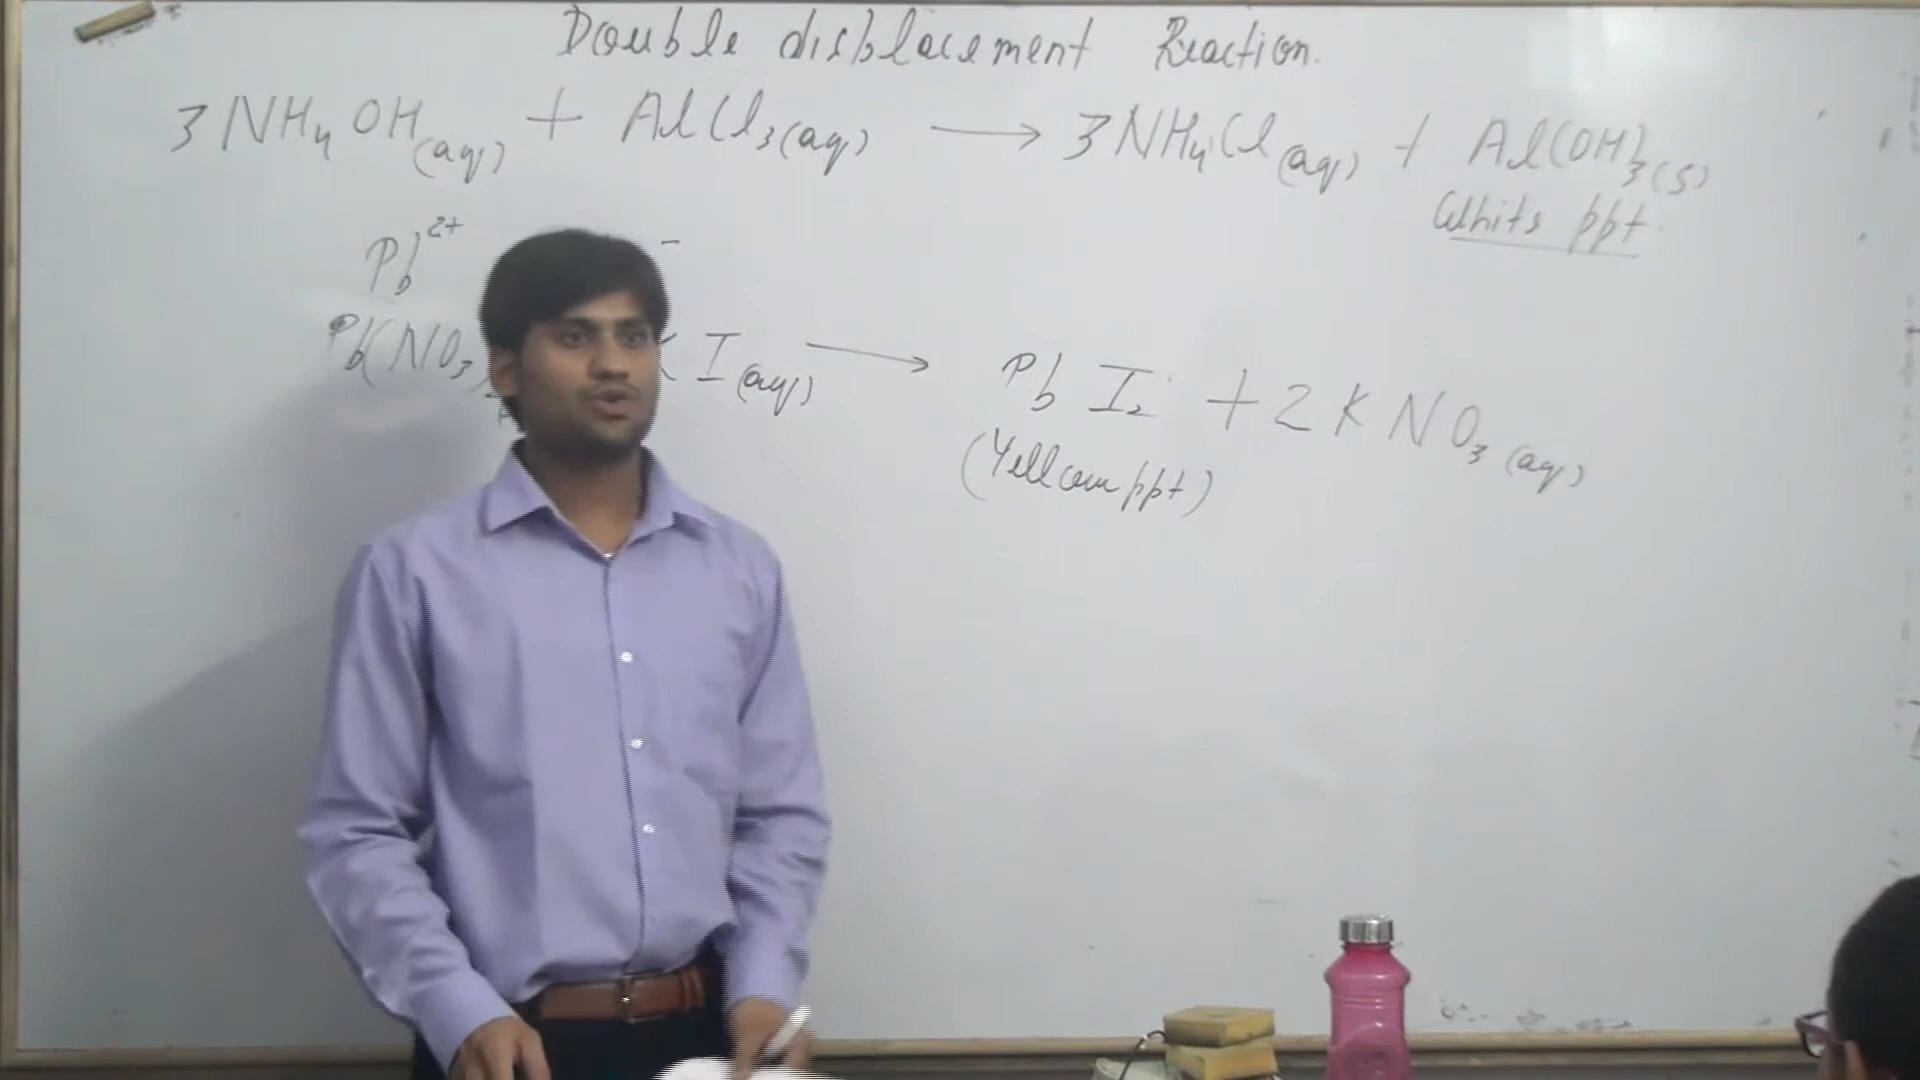 Double displacement Reaction.
3NH₄OH(aq) + AlCl₃(aq) ⟶ 3NH₄Cl(aq) + Al(OH)₃(s)
White ppt.
Pb²⁺ ⁻
Pb(NO₃ I(aq) ⟶ PbI₂ + 2KNO₃(aq)
(Yellow ppt)